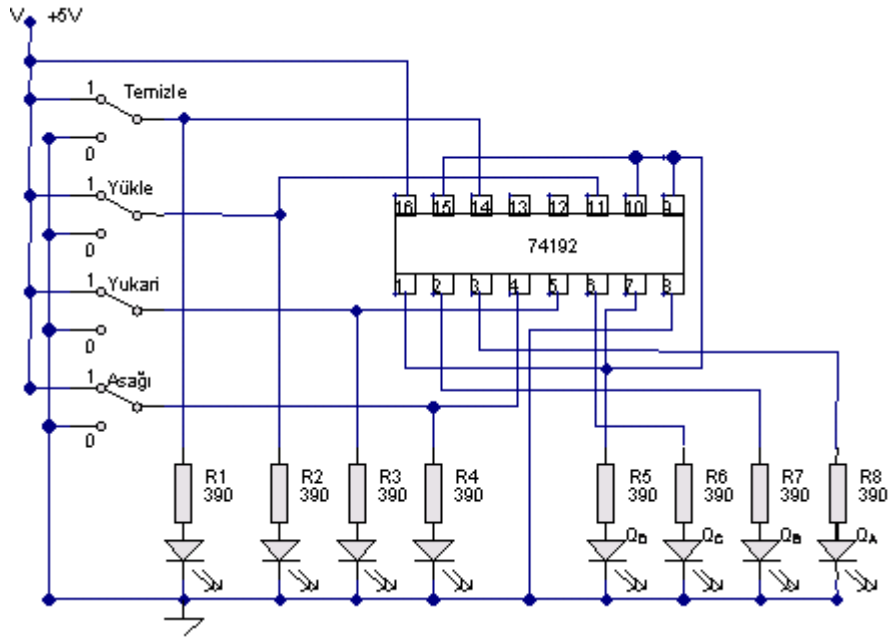 V +5V
1 Temizle
0
1 Yükle
0
1 Yukari
0
1 Asağı
0
16 15 14 13 12 11 10 9
74192
1 2 3 4 5 6 7 8
R1 390
R2 390
R3 390
R4 390
R5 390
R6 390
R7 390
R8 390
QD
QC
QB
QA